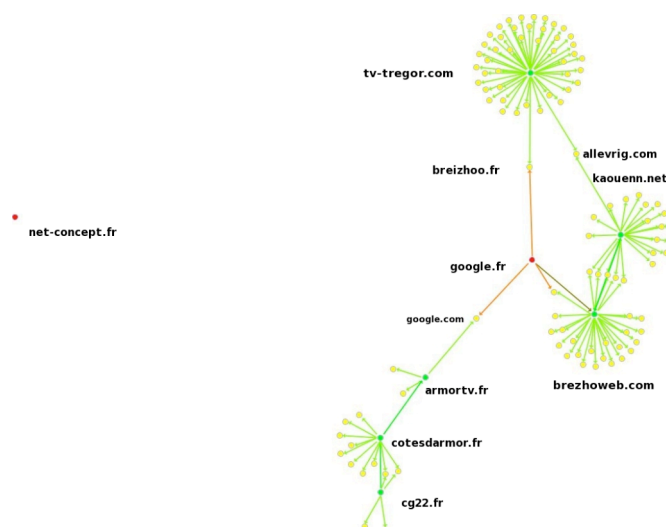 tv-tregor.com
allevrig.com
breizhoo.fr
kaouenn.net
net-concept.fr
google.fr
google.com
armortv.fr
brezhoweb.com
cotesdarmor.fr
cg22.fr